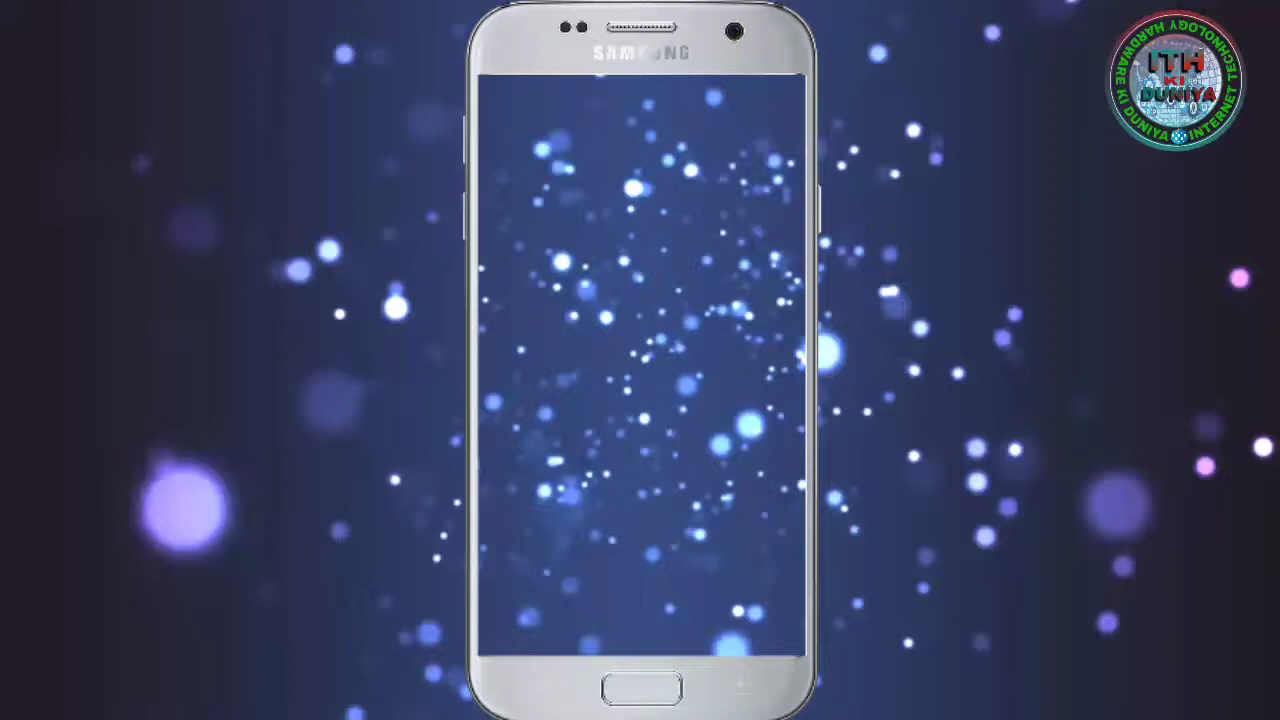 SAMSUNG
ITH
KI
DUNIYA
HARDWARE KI DUNIYA INTERNET TECHNOLOGY